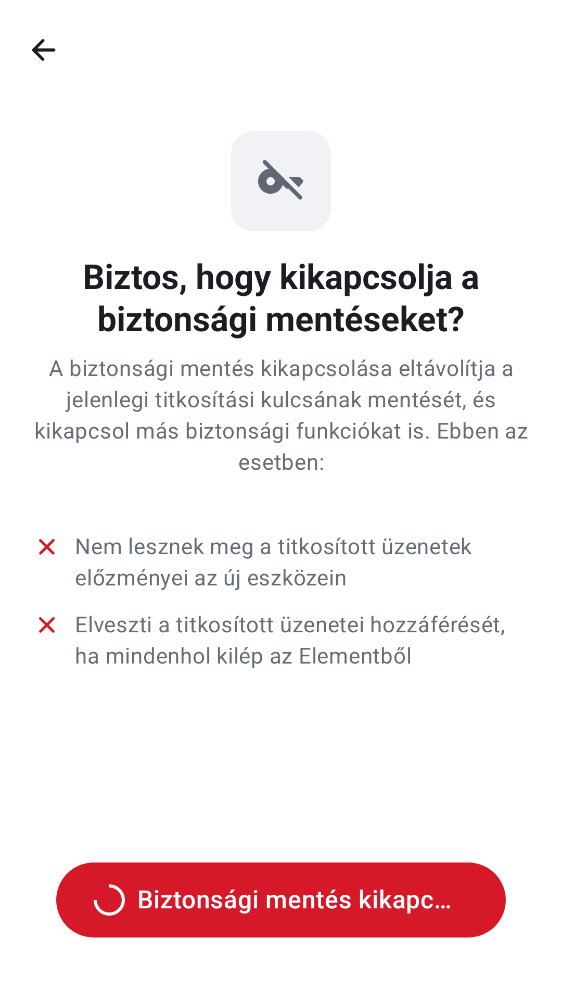 Biztos, hogy kikapcsolja a
biztonsági mentéseket?
A biztonsági mentés kikapcsolása eltávolítja a
jelenlegi titkosítási kulcsának mentését, és
kikapcsol más biztonsági funkciókat is. Ebben az
esetben:
Nem lesznek meg a titkosított üzenetek
előzményei az új eszközein
Elveszti a titkosított üzenetei hozzáférését,
ha mindenhol kilép az Elementből
Biztonsági mentés kikapc…